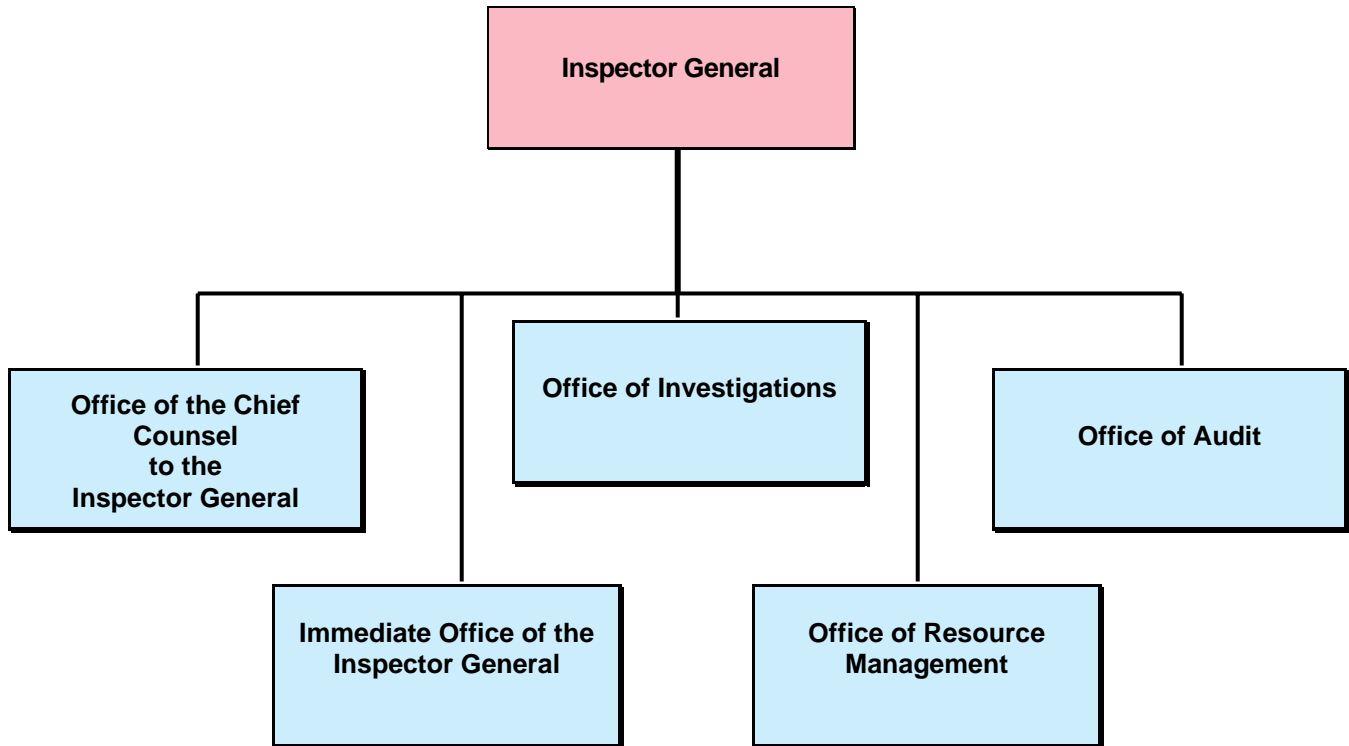 Inspector General
Office of the Chief
Counsel
to the
Inspector General
Office of Investigations
Office of Audit
Immediate Office of the
Inspector General
Office of Resource
Management